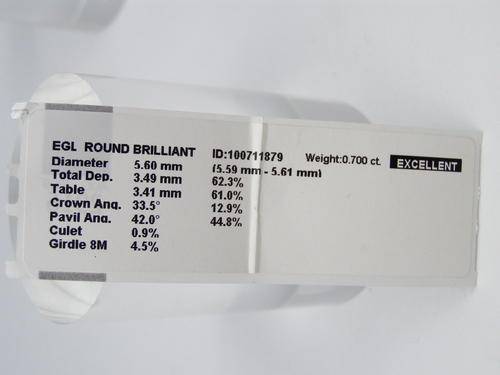 EGL ROUND BRILLIANT ID:100711879 Weight:0.700 ct. EXCELLENT
Diameter 5.60 mm (5.59 mm - 5.61 mm)
Total Dep. 3.49 mm 62.3%
Table 3.41 mm 61.0%
Crown Ang. 33.5° 12.9%
Pavil Ang. 42.0° 44.8%
Culet 0.9%
Girdle 8M 4.5%